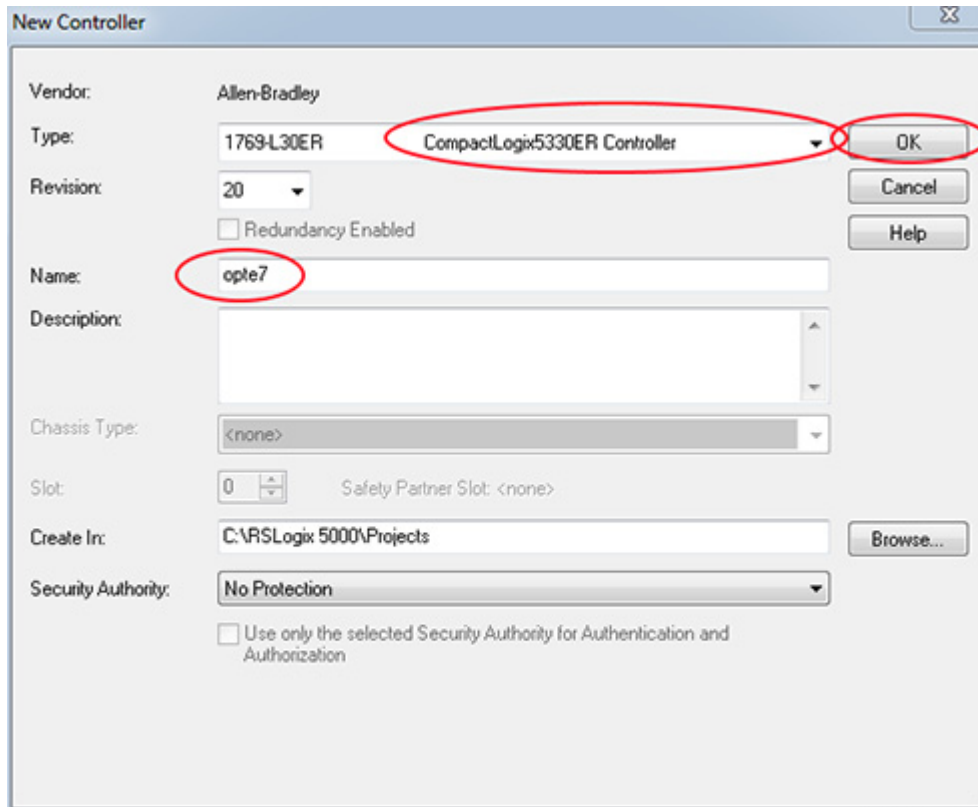 New Controller
Vendor: Allen-Bradley
Type: 1769-L30ER CompactLogix5330ER Controller OK
Revision: 20 Cancel
Redundancy Enabled Help
Name: opte7
Description:
Chassis Type: <none>
Slot: 0 Safety Partner Slot: <none>
Create In: C:\RSLogix 5000\Projects Browse...
Security Authority: No Protection
Use only the selected Security Authority for Authentication and
Authorization